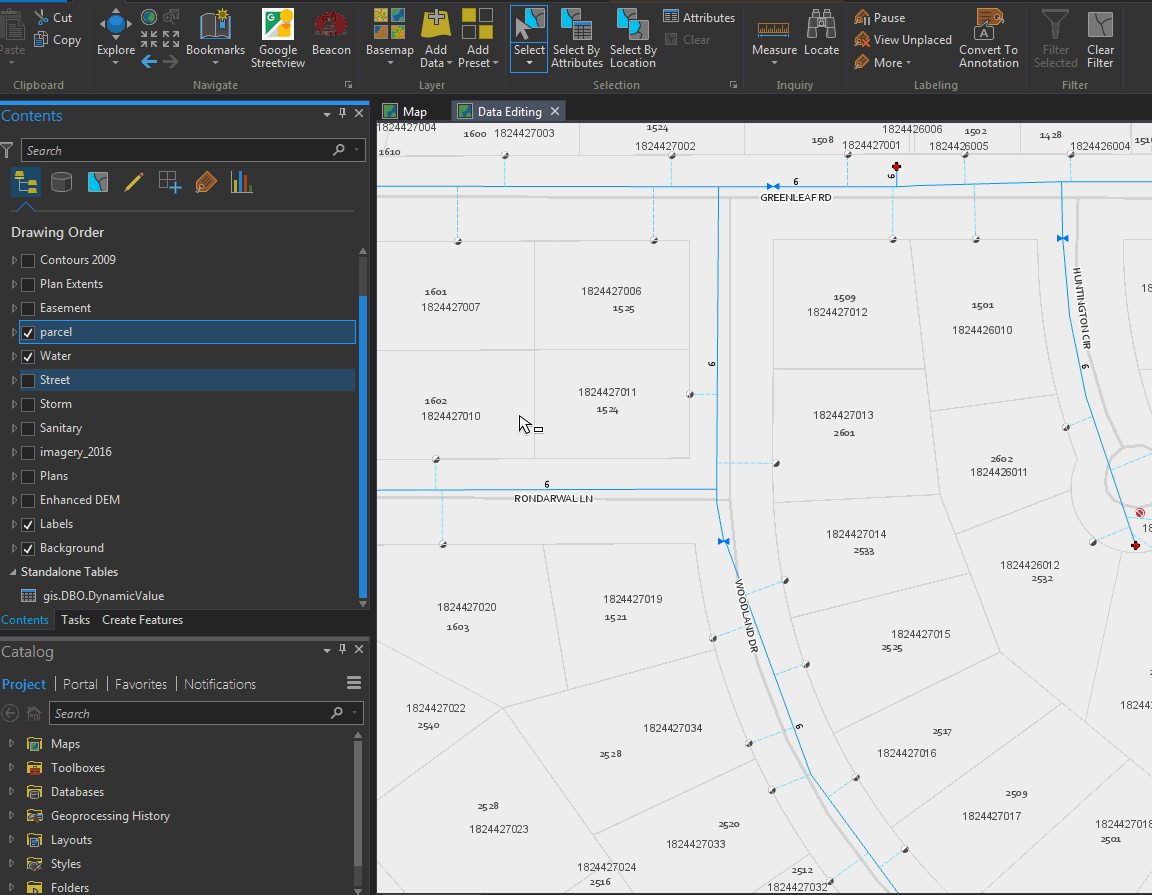 Cut
Paste
Copy
Clipboard
Explore
Bookmarks
Google Streetview
Beacon
Navigate
Basemap
Add Data
Add Preset
Layer
Select
Select By Attributes
Select By Location
Attributes
Clear
Selection
Measure
Locate
Inquiry
Pause
View Unplaced
More
Convert To Annotation
Labeling
Filter Selected
Clear Filter
Filter
Contents
Search
Drawing Order
Contours 2009
Plan Extents
Easement
parcel
Water
Street
Storm
Sanitary
imagery_2016
Plans
Enhanced DEM
Labels
Background
Standalone Tables
gis.DBO.DynamicValue
Contents Tasks Create Features
Catalog
Project | Portal | Favorites | Notifications
Search
Maps
Toolboxes
Databases
Geoprocessing History
Layouts
Styles
Folders
Map
Data Editing
1824427004
1600
1824427003
1524
1824427002
1610
1508
1824427001
1824426006
1502
1824426005
1428
1824426004
6
6
GREENLEAF RD
1601
1824427007
1824427006
1525
1509
1824427012
1501
1824426010
HUNTINGTON CIR
6
6
1602
1824427010
1824427011
1524
1824427013
2601
2602
1824426011
6
RONDARWAL LN
1824427014
2533
1824426012
2532
WOODLAND DR
1824427020
1603
1824427019
1521
1824427015
2525
1824427022
2540
1824427034
2528
6
2517
1824427016
2528
1824427023
2520
1824427033
2509
1824427017
1824427018
2501
1824427024
2516
2512
1824427032